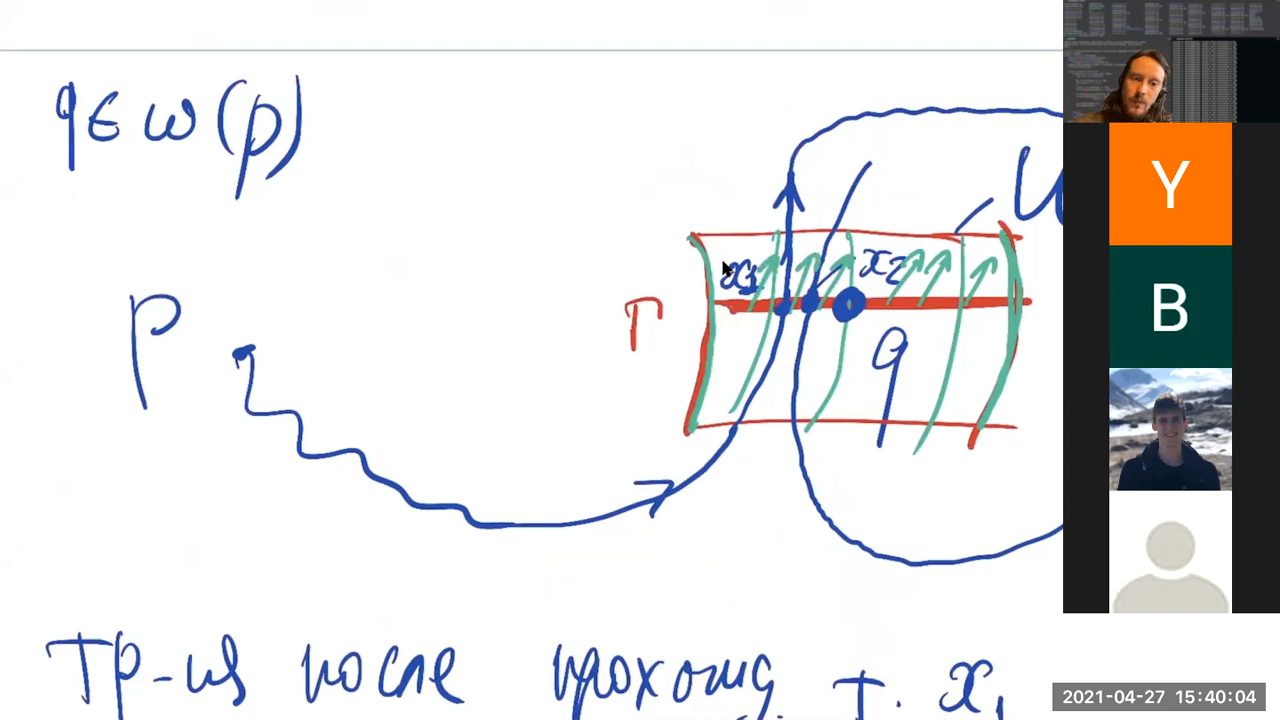 q ∈ ω(p)
U
x₁ x₂
Г
q
p
Тр-ия после прохожд. т. x₁
Y
B
2021-04-27 15:40:04